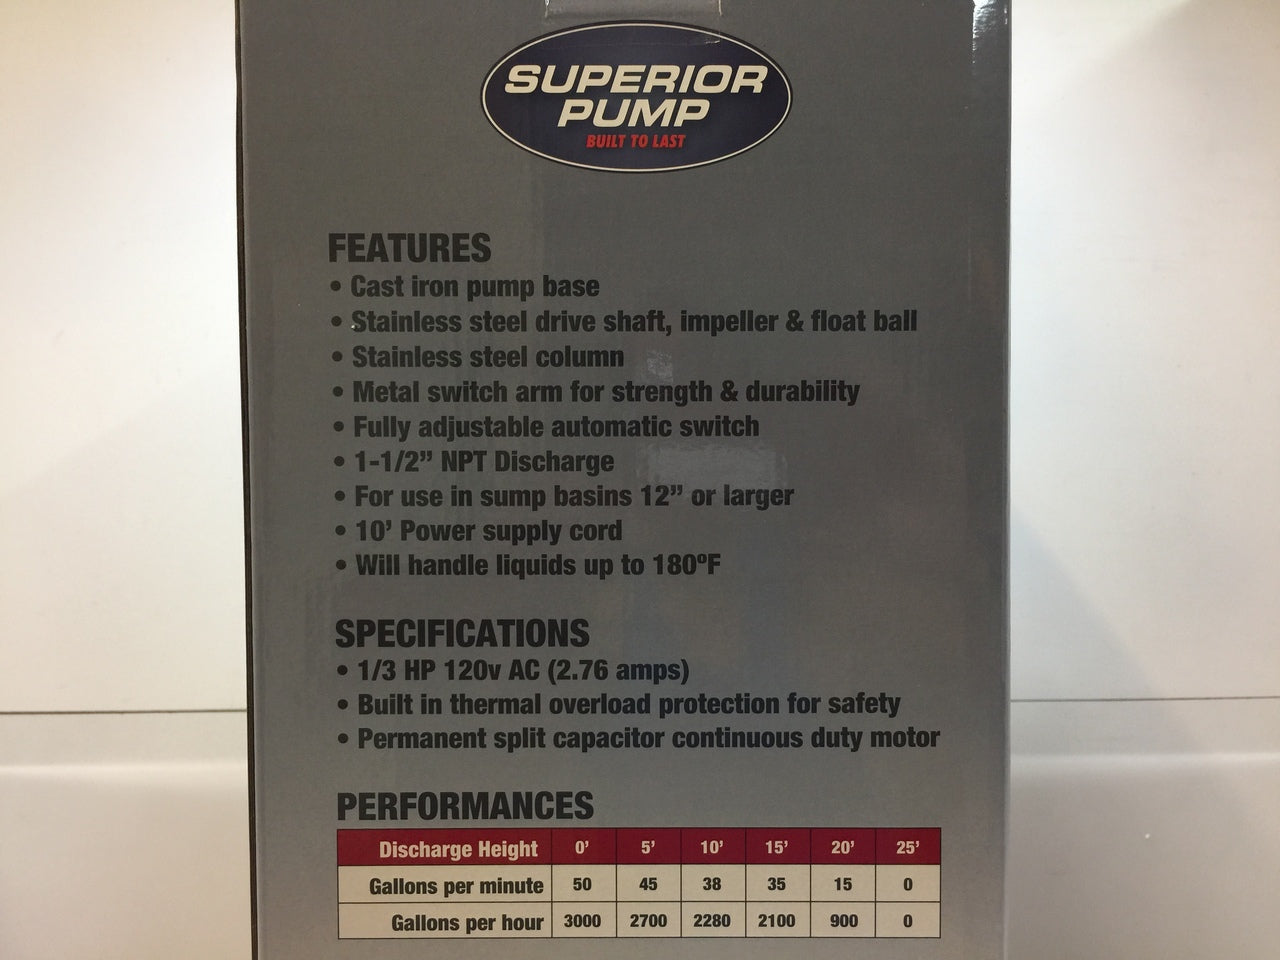 SUPERIOR
PUMP
BUILT TO LAST
FEATURES
• Cast iron pump base
• Stainless steel drive shaft, impeller & float ball
• Stainless steel column
• Metal switch arm for strength & durability
• Fully adjustable automatic switch
• 1-1/2” NPT Discharge
• For use in sump basins 12” or larger
• 10’ Power supply cord
• Will handle liquids up to 180ºF
SPECIFICATIONS
• 1/3 HP 120v AC (2.76 amps)
• Built in thermal overload protection for safety
• Permanent split capacitor continuous duty motor
PERFORMANCES
Discharge Height 0’ 5’ 10’ 15’ 20’ 25’
Gallons per minute 50 45 38 35 15 0
Gallons per hour 3000 2700 2280 2100 900 0